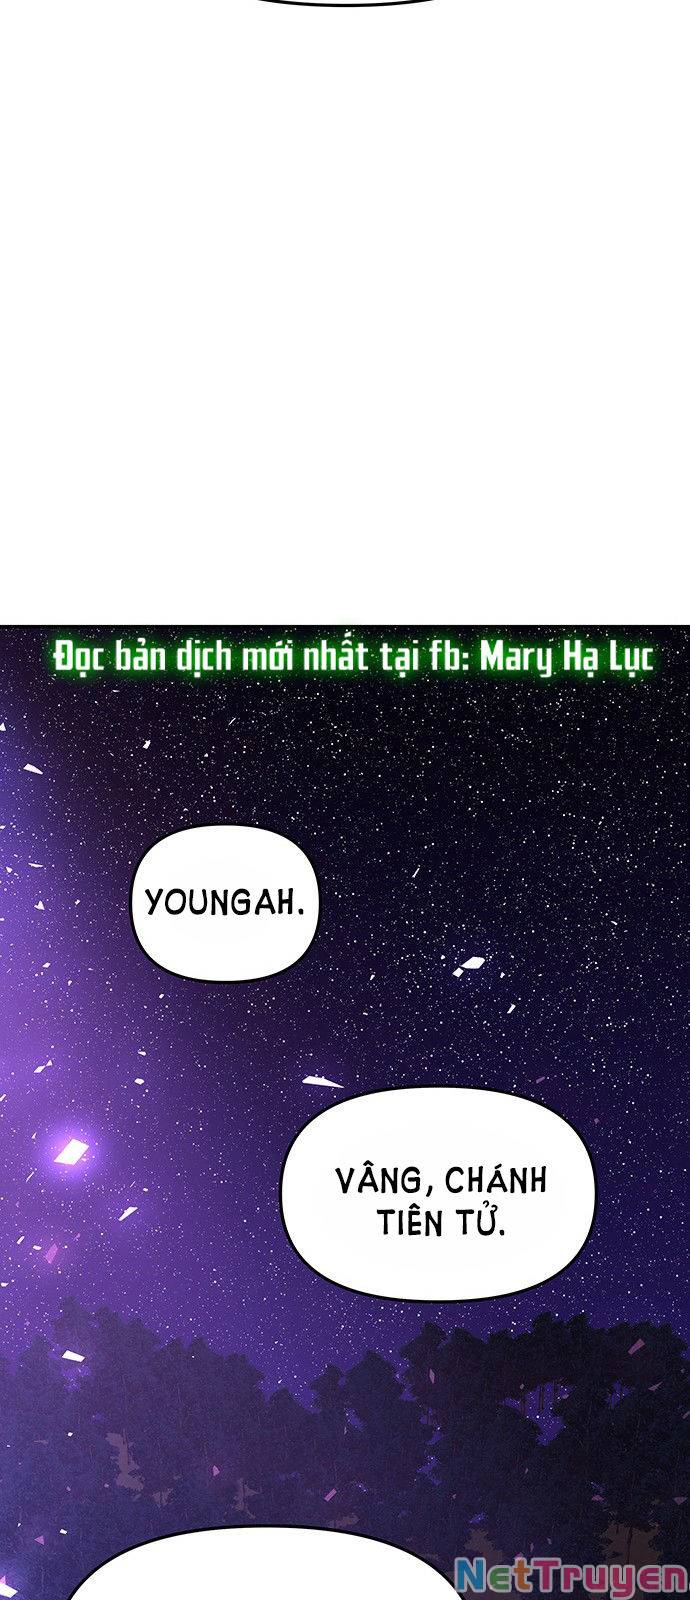 Đọc bản dịch mới nhất tại fb: Mary Hạ Lục
YOUNGAH.
VÂNG, CHÁNH
TIÊN TỬ.
NetTruyen